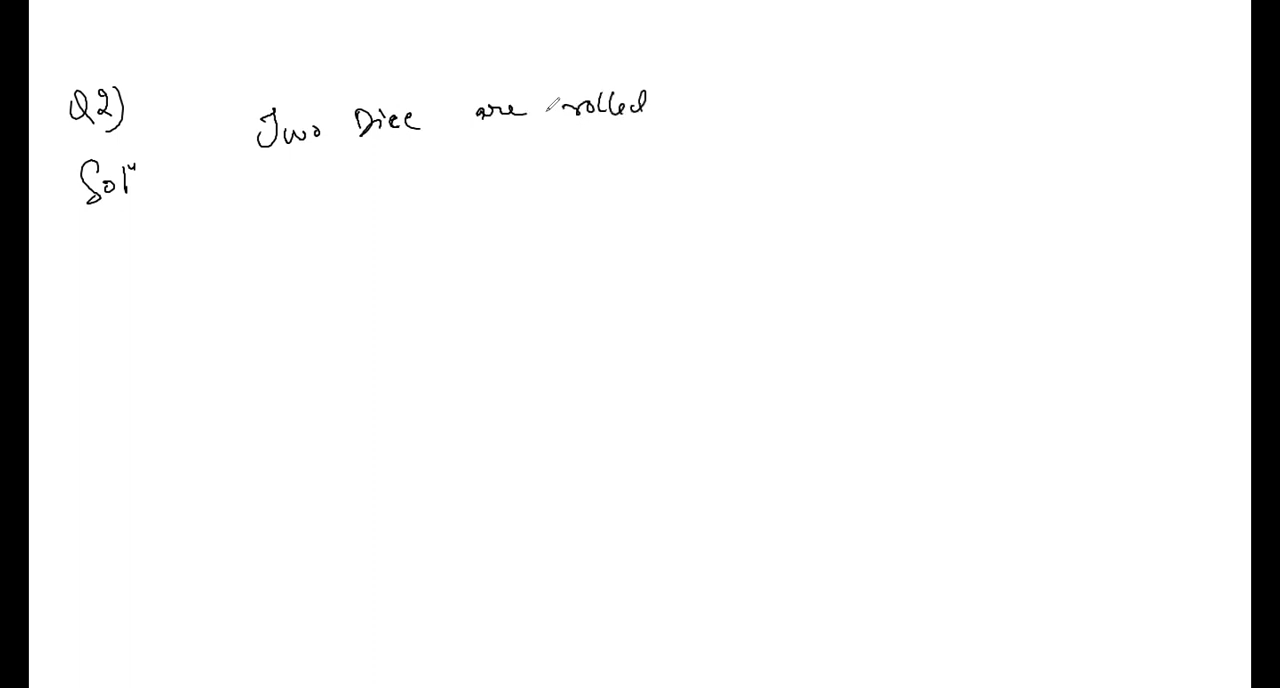 Q2) Two Dice are rolled
Solⁿ